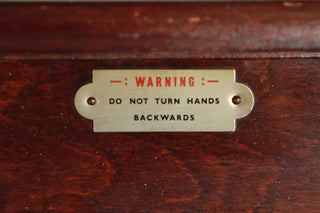 —: WARNING :—
DO NOT TURN HANDS
BACKWARDS